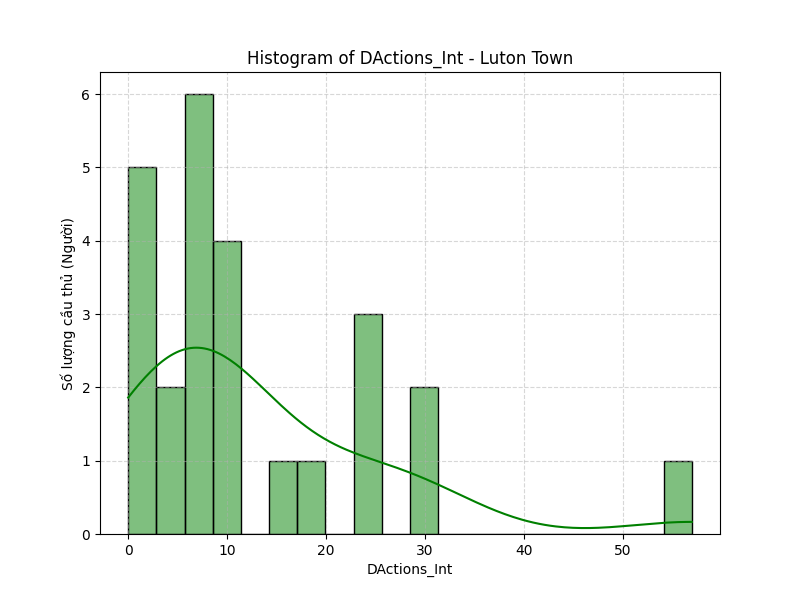 Histogram of DActions_Int - Luton Town
Số lượng cầu thủ (Người)
6
5
4
3
2
1
0
0 10 20 30 40 50
DActions_Int